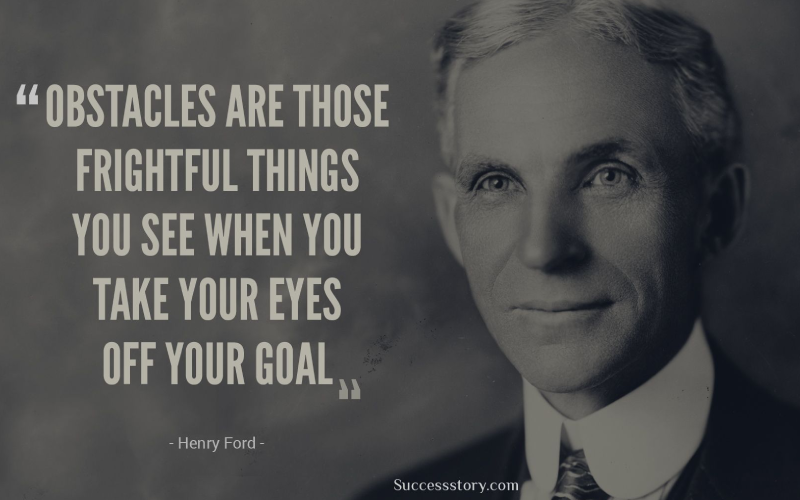 “ OBSTACLES ARE THOSE
FRIGHTFUL THINGS
YOU SEE WHEN YOU
TAKE YOUR EYES
OFF YOUR GOAL „
- Henry Ford -
Successstory.com